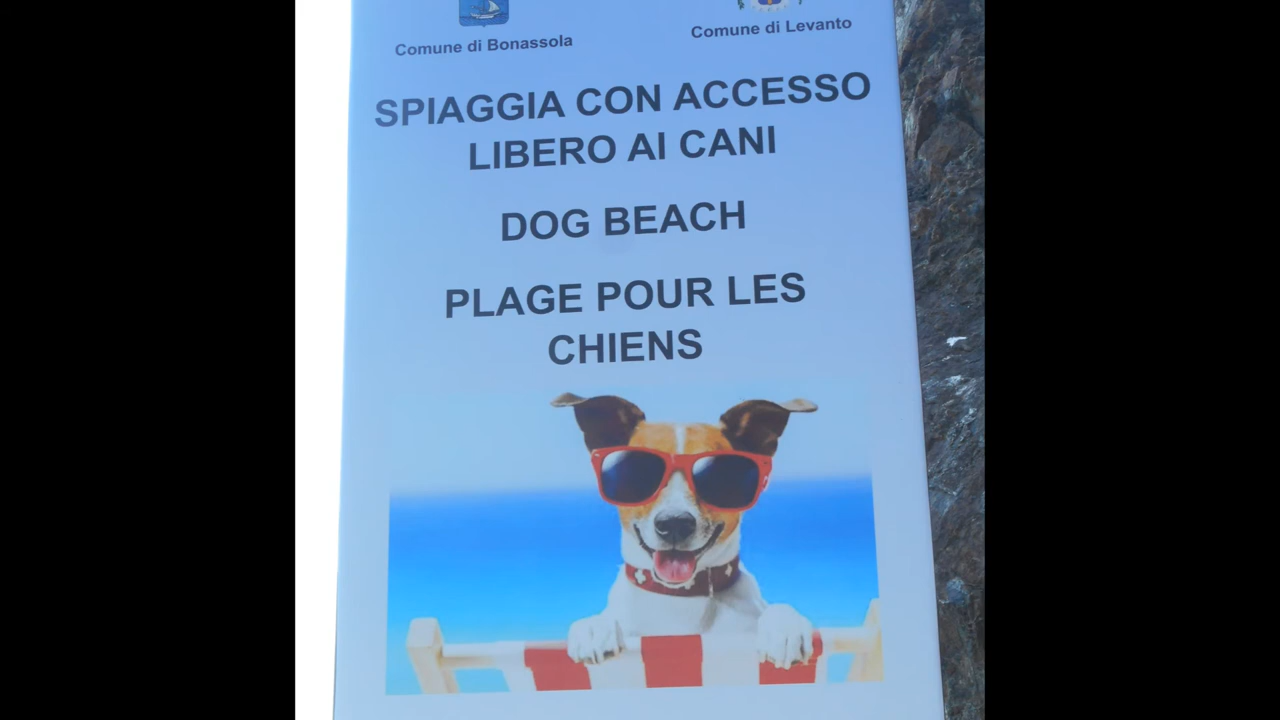 Comune di Bonassola
Comune di Levanto
SPIAGGIA CON ACCESSO
LIBERO AI CANI
DOG BEACH
PLAGE POUR LES
CHIENS